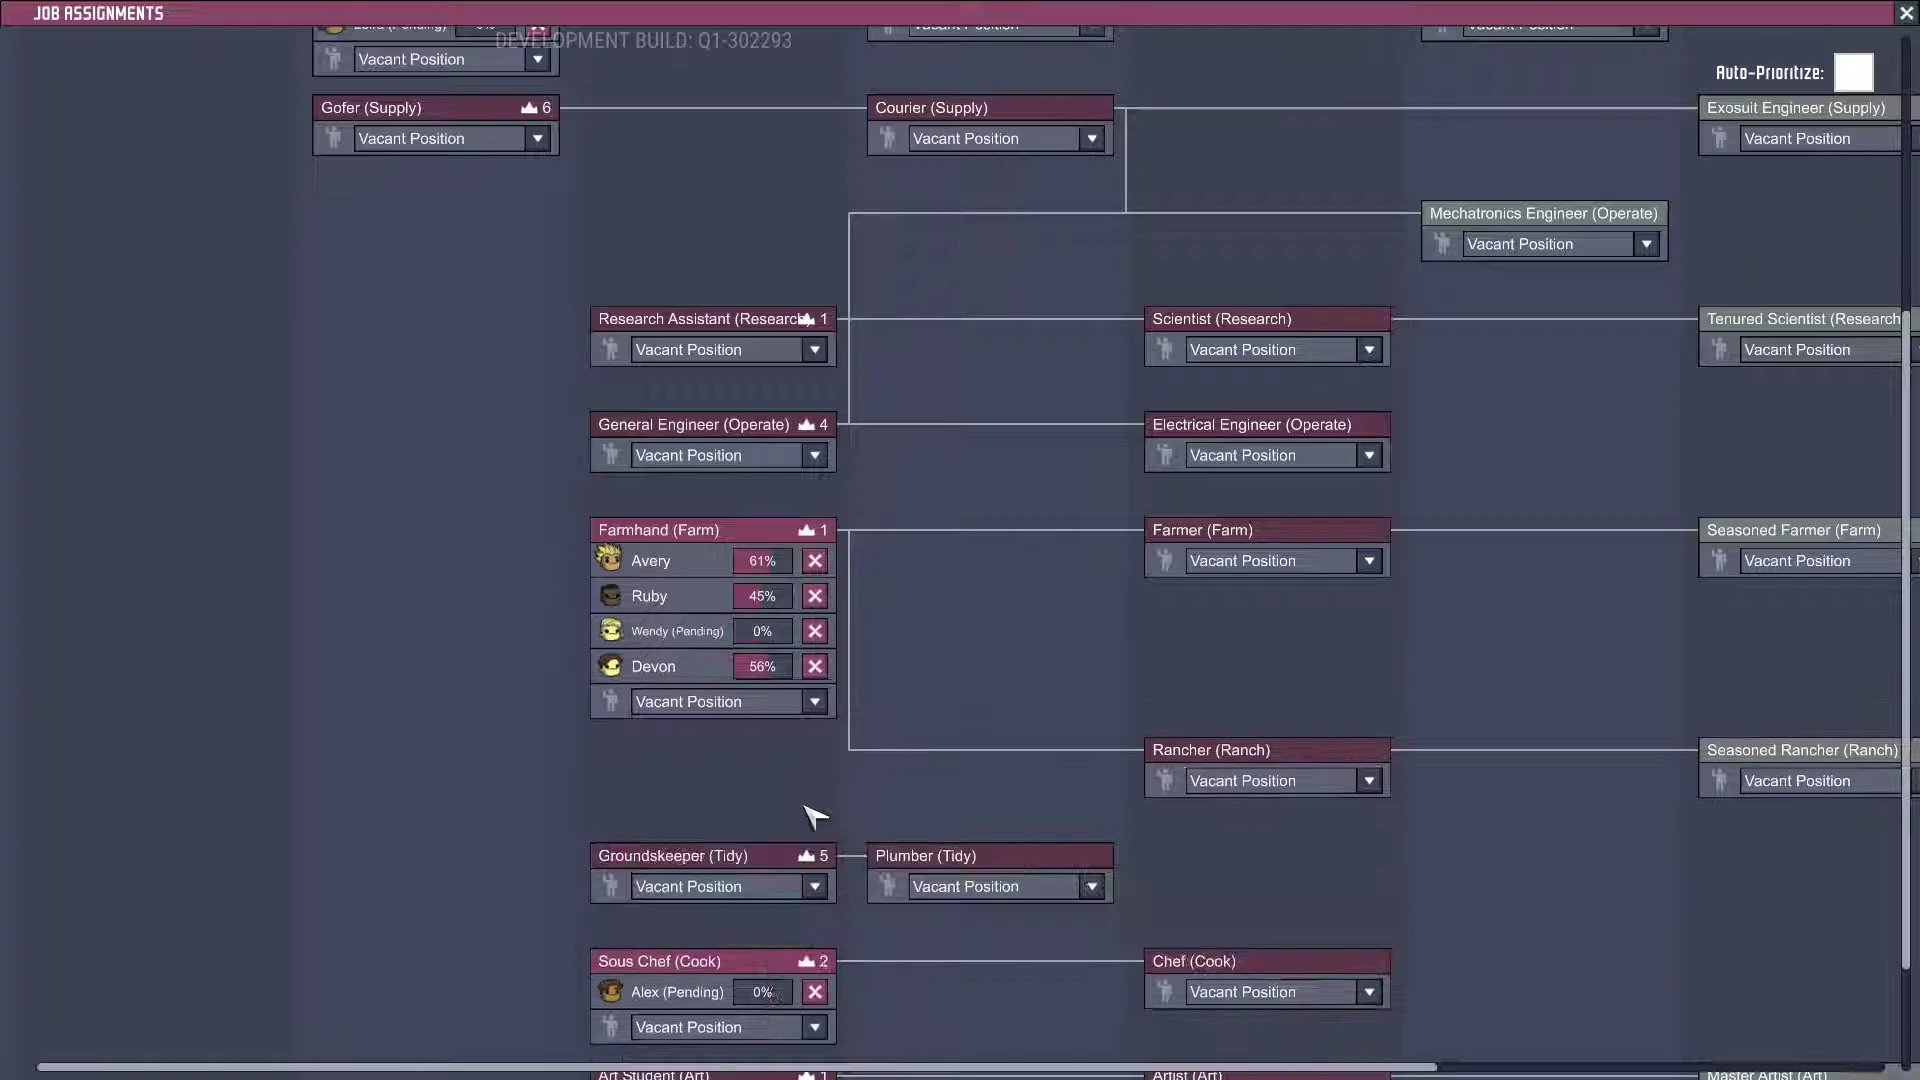 JOB ASSIGNMENTS
DEVELOPMENT BUILD: Q1-302293
Vacant Position
Auto-Prioritize:
Gofer (Supply) 6
Vacant Position
Courier (Supply)
Vacant Position
Exosuit Engineer (Supply)
Vacant Position
Mechatronics Engineer (Operate)
Vacant Position
Research Assistant (Research) 1
Vacant Position
Scientist (Research)
Vacant Position
Tenured Scientist (Research
Vacant Position
General Engineer (Operate) 4
Vacant Position
Electrical Engineer (Operate)
Vacant Position
Farmhand (Farm) 1
Avery 61%
Ruby 45%
Wendy (Pending) 0%
Devon 56%
Vacant Position
Farmer (Farm)
Vacant Position
Seasoned Farmer (Farm)
Vacant Position
Rancher (Ranch)
Vacant Position
Seasoned Rancher (Ranch)
Vacant Position
Groundskeeper (Tidy) 5
Vacant Position
Plumber (Tidy)
Vacant Position
Sous Chef (Cook) 2
Alex (Pending) 0%
Vacant Position
Chef (Cook)
Vacant Position
Art Student (Art) 1
Artist (Art)
Master Artist (Art)